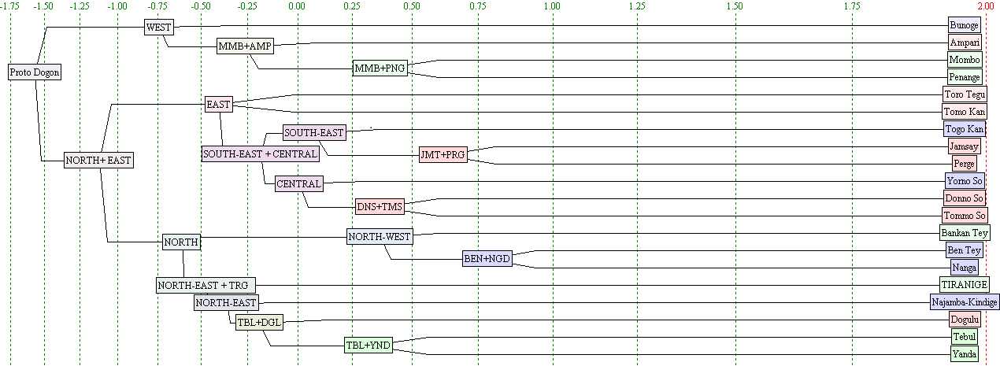 -1.75 -1.50 -1.25 -1.00 -0.75 -0.50 -0.25 0.00 0.25 0.50 0.75 1.00 1.25 1.50 1.75 2.00
WEST
Bunoge
MMB+AMP
Ampari
Mombo
MMB+PNG
Proto Dogon
Penange
Toro Tegu
EAST
Tomo Kan
Togo Kan
SOUTH-EAST
Jamsay
SOUTH-EAST + CENTRAL
JMT+PRG
NORTH+ EAST
Perge
Yorno So
CENTRAL
Donno So
DNS+TMS
Tommo So
Bankan Tey
NORTH-WEST
NORTH
Ben Tey
BEN+NGD
Nanga
NORTH-EAST + TRG
TIRANIGE
NORTH-EAST
Najamba-Kindige
Dogulu
TBL+DGL
Tebul
TBL+YND
Yanda